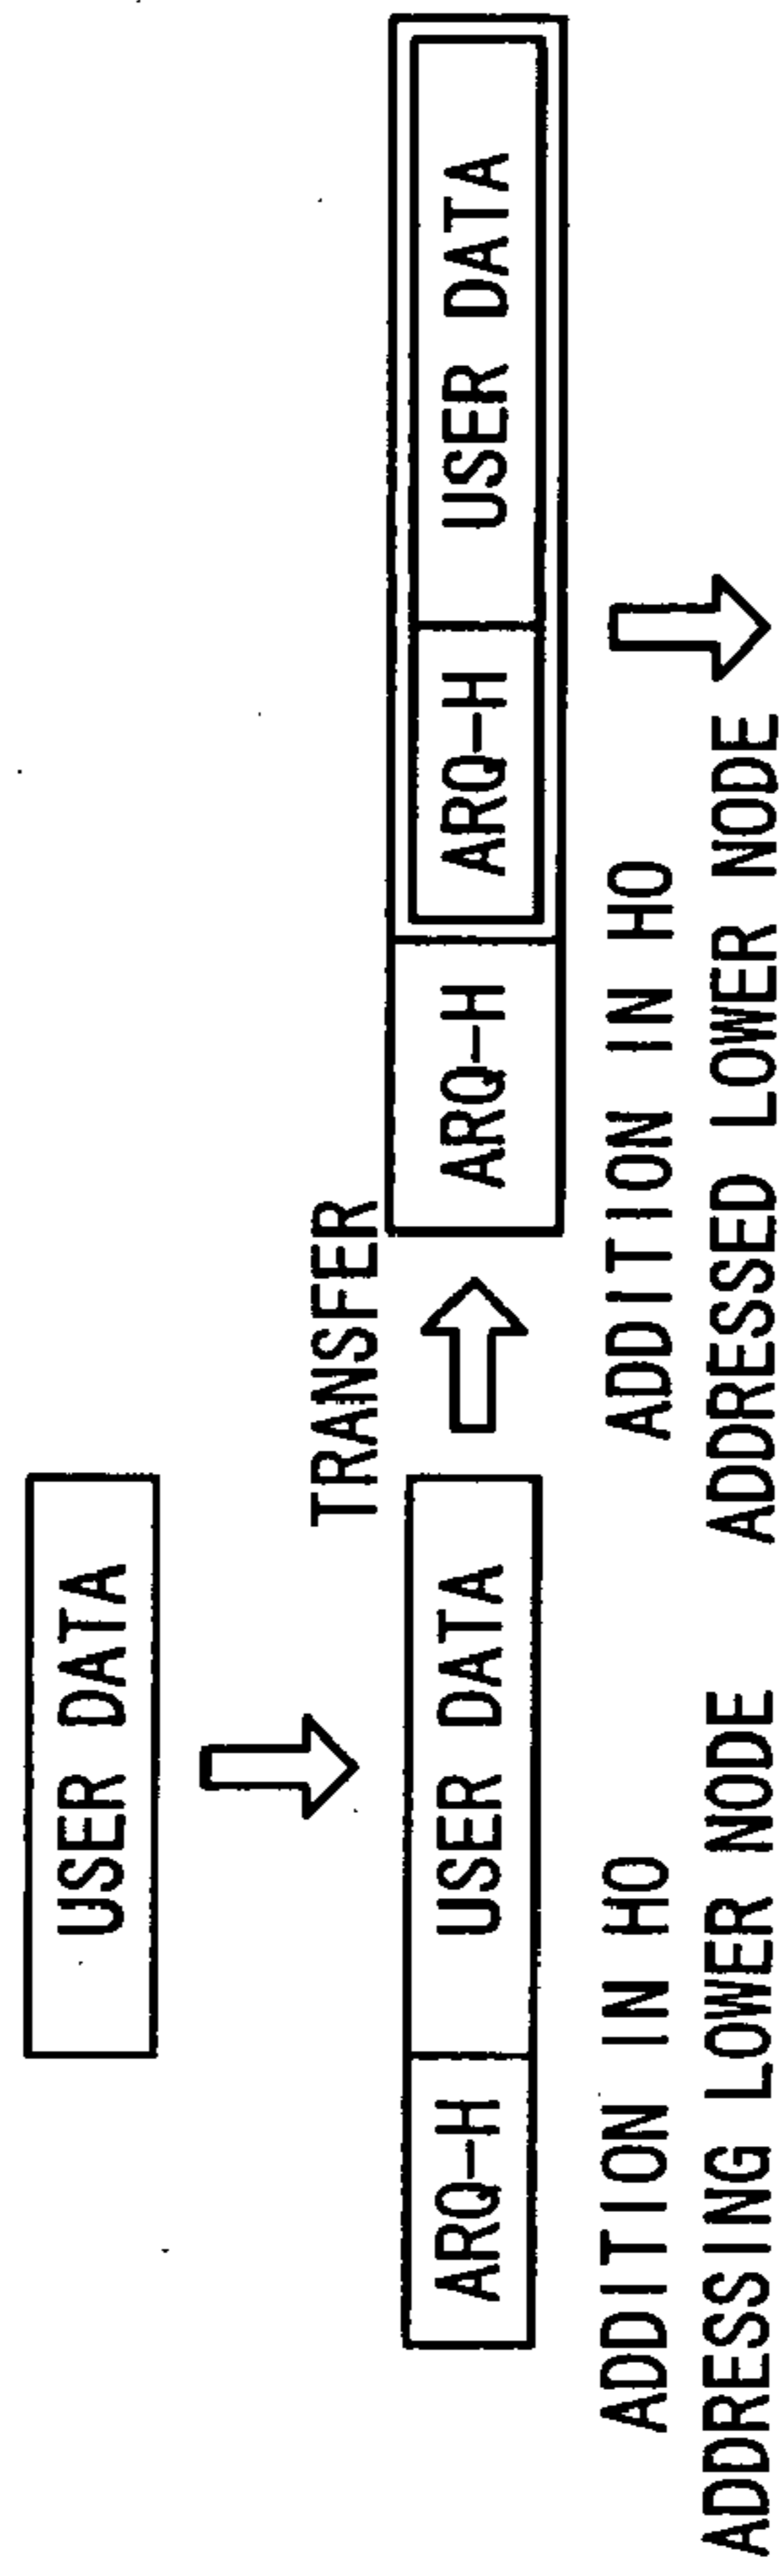 USER DATA
TRANSFER
ARQ-H USER DATA
ARQ-H ARQ-H USER DATA
ADDITION IN HO
ADDRESSING LOWER NODE
ADDITION IN HO
ADDRESSED LOWER NODE